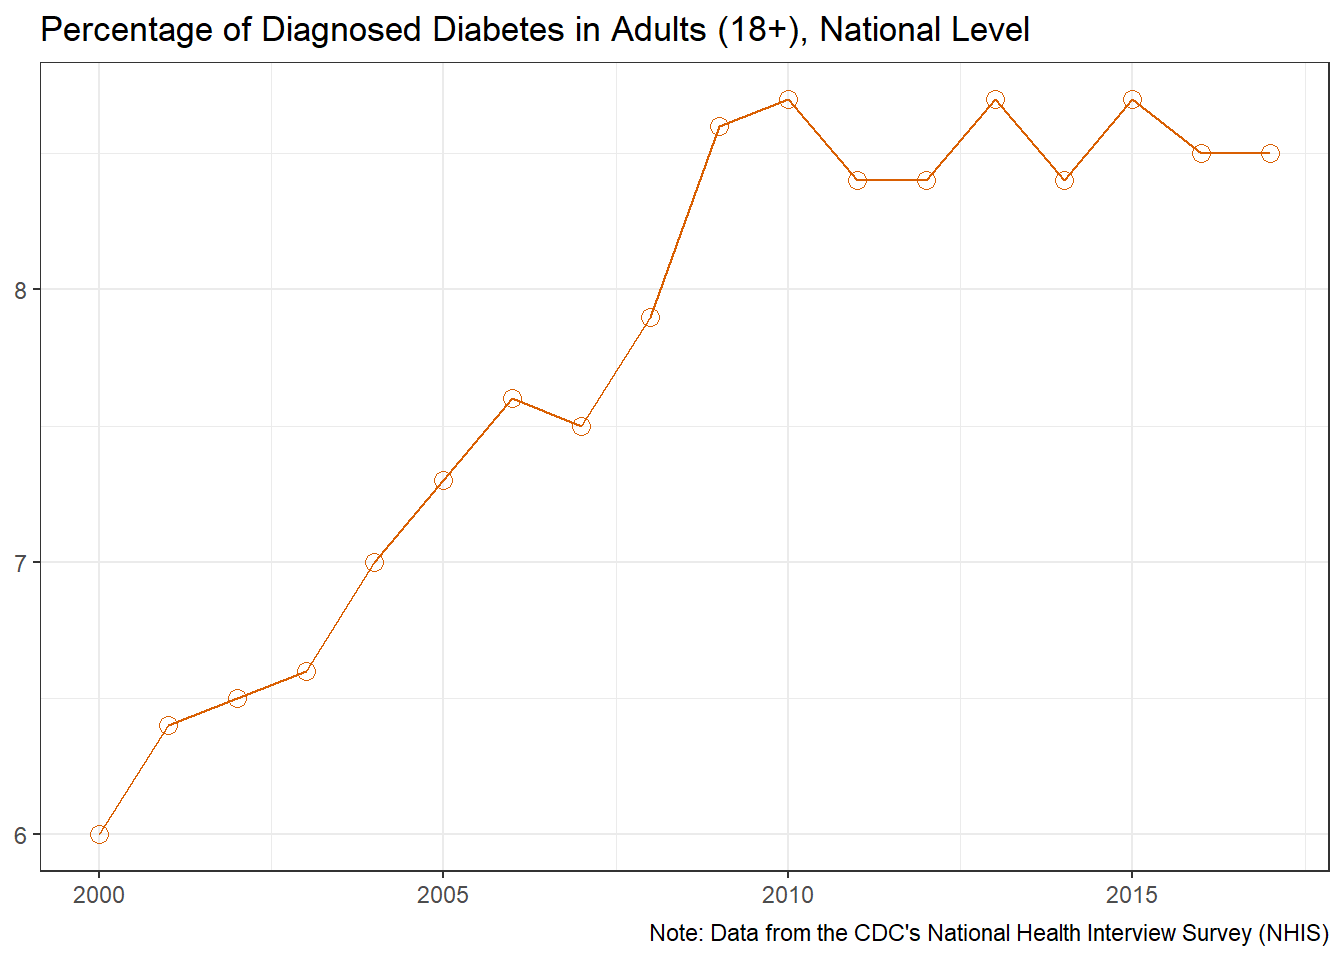 Percentage of Diagnosed Diabetes in Adults (18+), National Level
8
7
6
2000 2005 2010 2015
Note: Data from the CDC's National Health Interview Survey (NHIS)